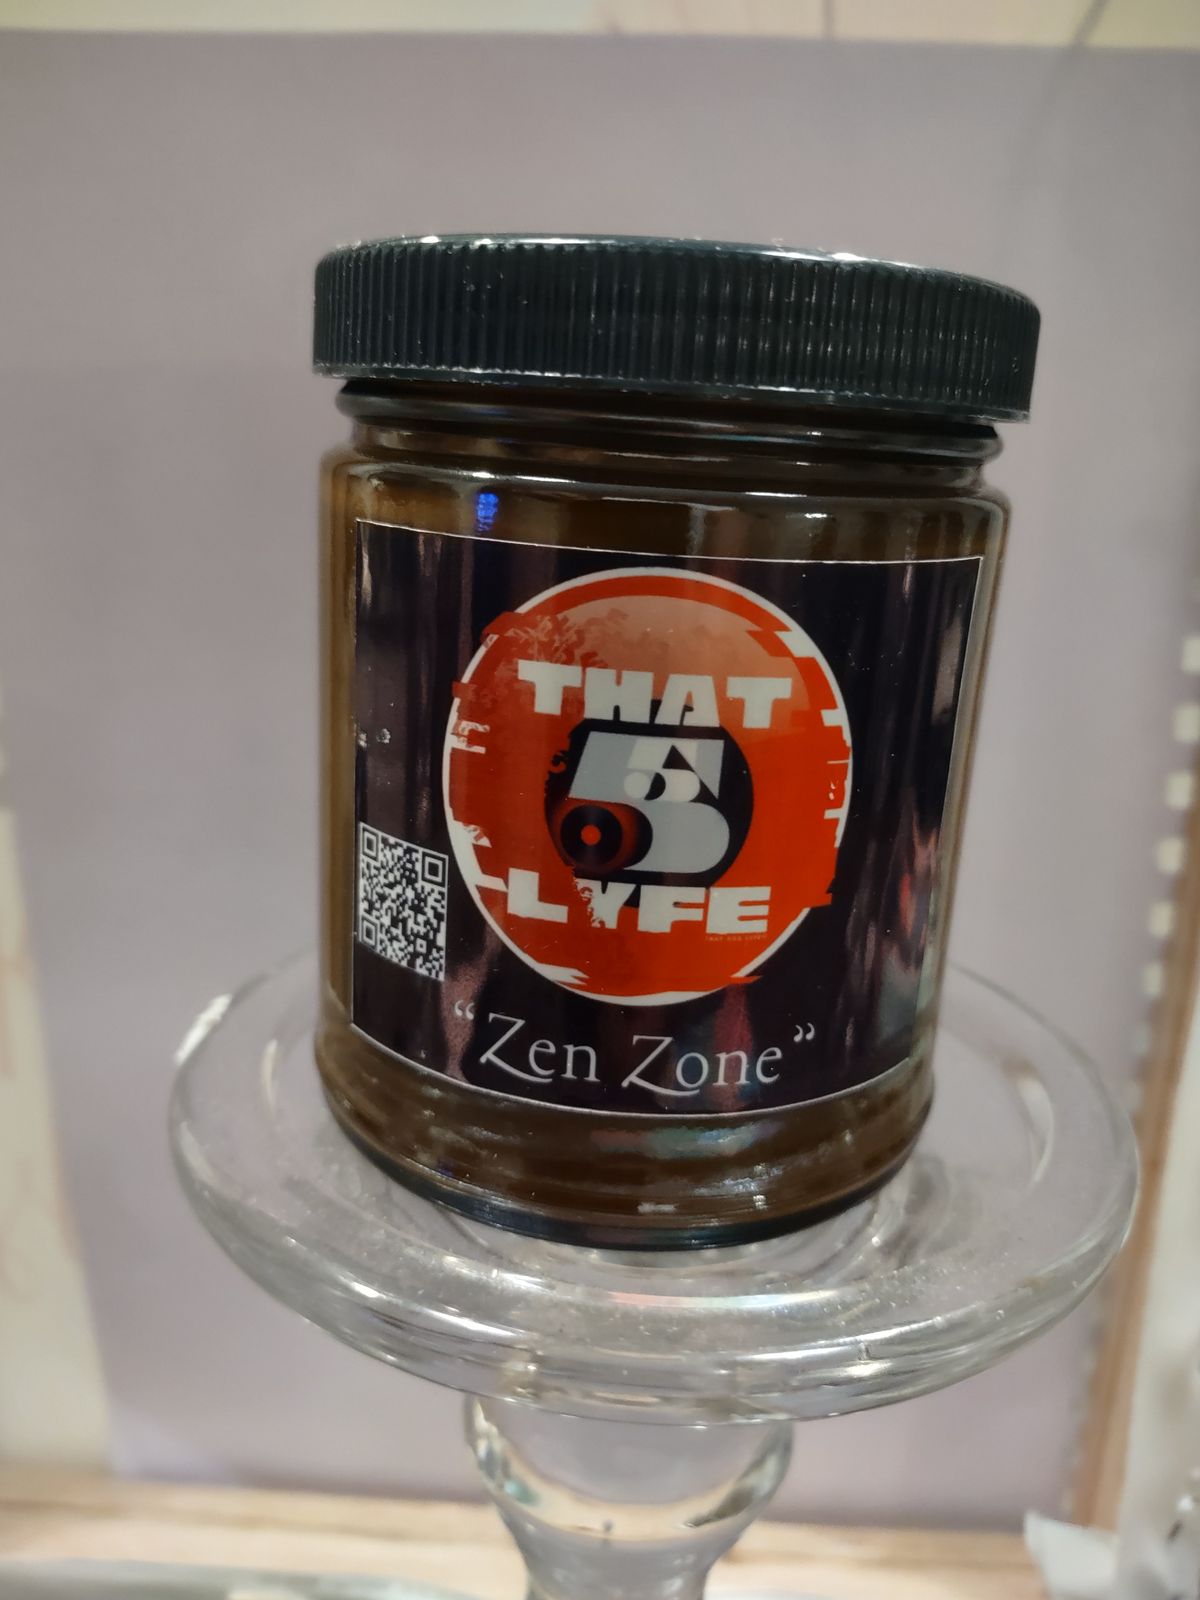 THAT
5
LYFE
“Zen Zone”